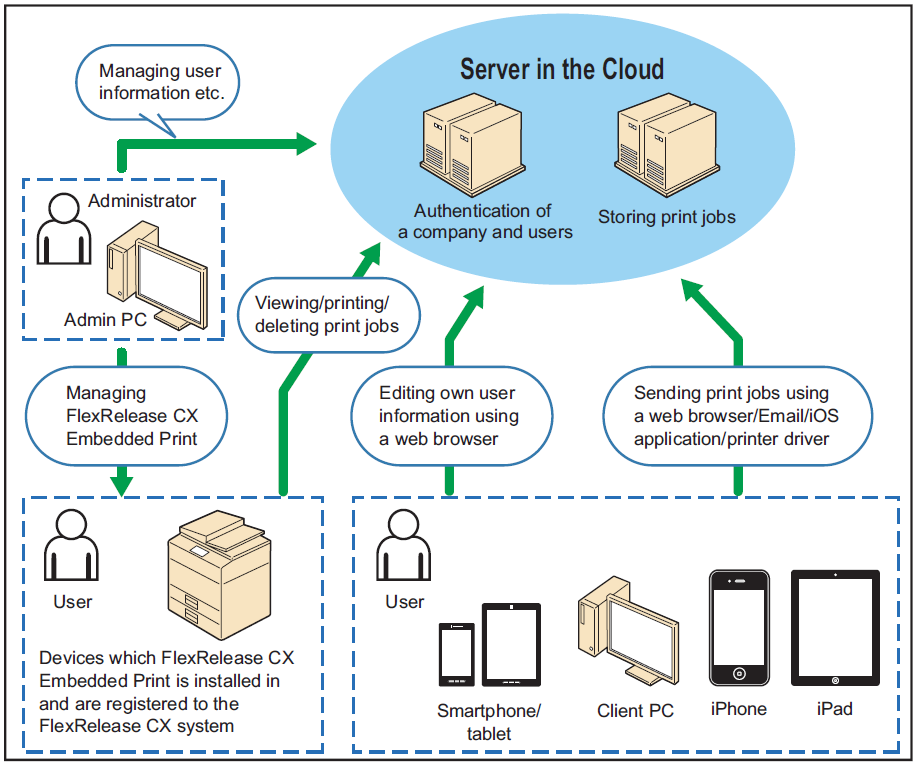 Server in the Cloud
Managing user
information etc.
Authentication of
a company and users
Storing print jobs
Administrator
Admin PC
Viewing/printing/
deleting print jobs
Managing
FlexRelease CX
Embedded Print
Editing own user
information using
a web browser
Sending print jobs using
a web browser/Email/iOS
application/printer driver
User
Devices which FlexRelease CX
Embedded Print is installed in
and are registered to the
FlexRelease CX system
User
Smartphone/
tablet
Client PC
iPhone
iPad